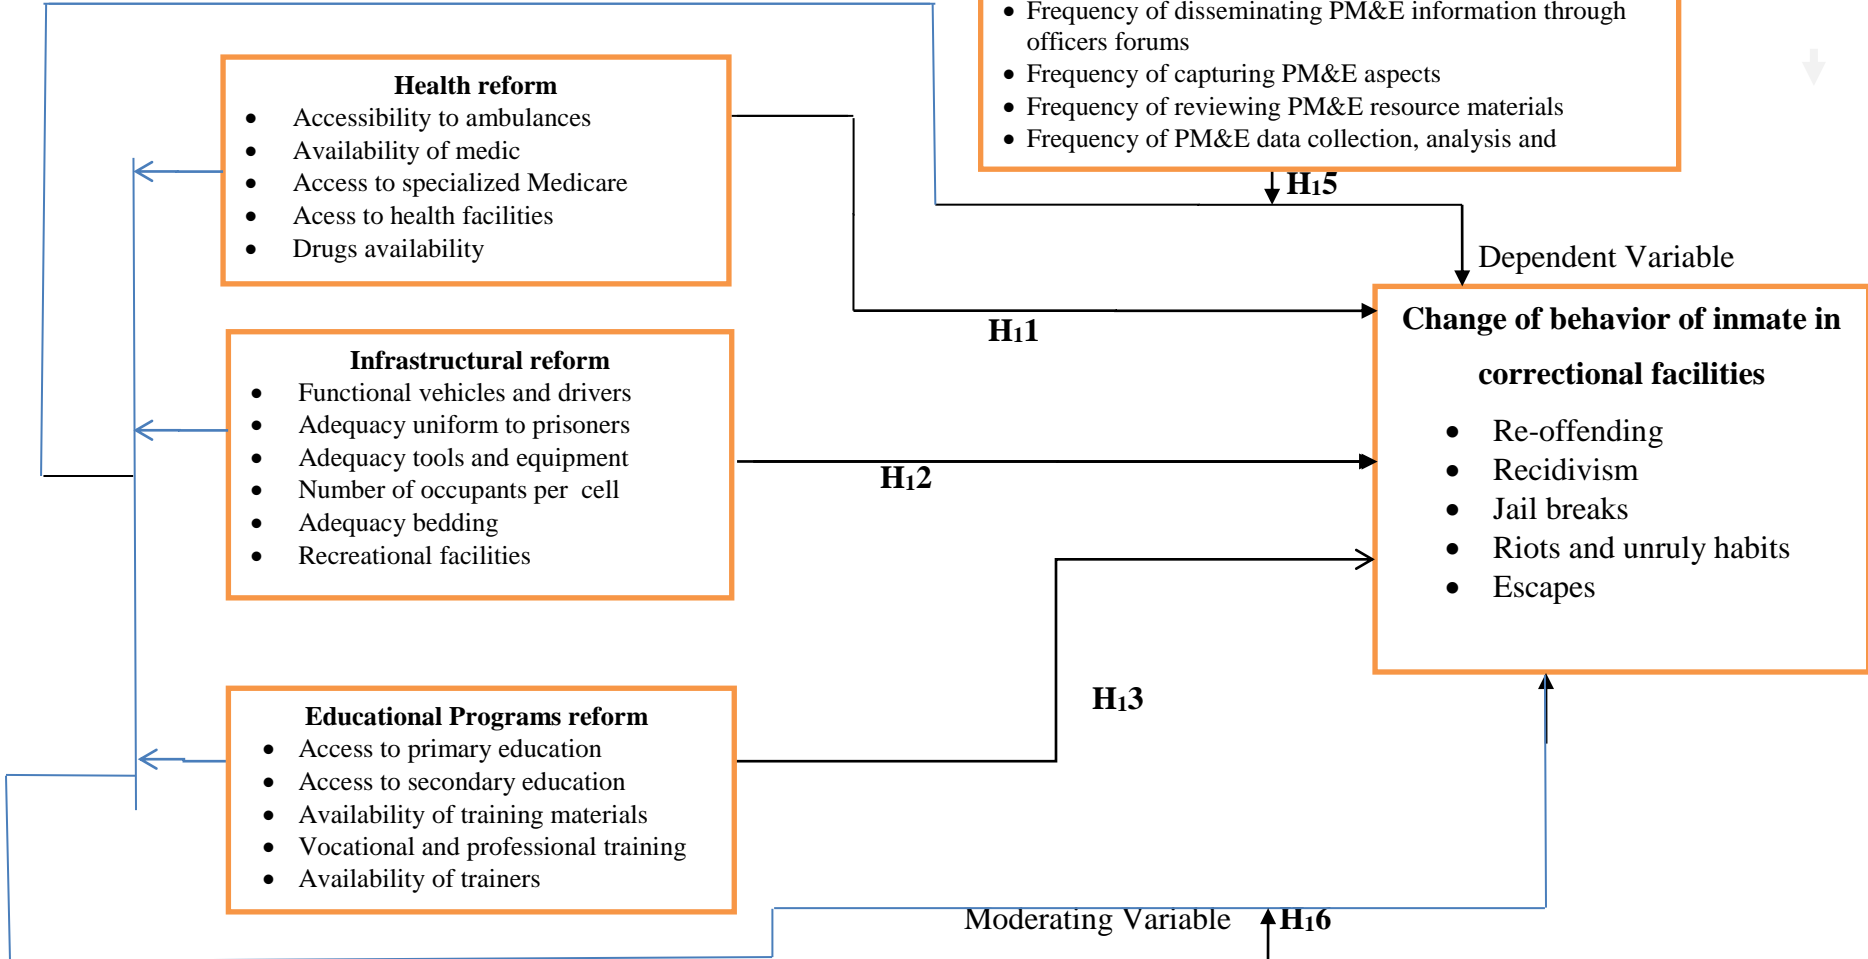 • Frequency of disseminating PM&E information through
officers forums
• Frequency of capturing PM&E aspects
• Frequency of reviewing PM&E resource materials
• Frequency of PM&E data collection, analysis and
H₁5
Health reform
• Accessibility to ambulances
• Availability of medic
• Access to specialized Medicare
• Acess to health facilities
• Drugs availability
H₁1
Dependent Variable
Change of behavior of inmate in
correctional facilities
• Re-offending
• Recidivism
• Jail breaks
• Riots and unruly habits
• Escapes
Infrastructural reform
• Functional vehicles and drivers
• Adequacy uniform to prisoners
• Adequacy tools and equipment
• Number of occupants per cell
• Adequacy bedding
• Recreational facilities
H₁2
H₁3
Educational Programs reform
• Access to primary education
• Access to secondary education
• Availability of training materials
• Vocational and professional training
• Availability of trainers
Moderating Variable
H₁6